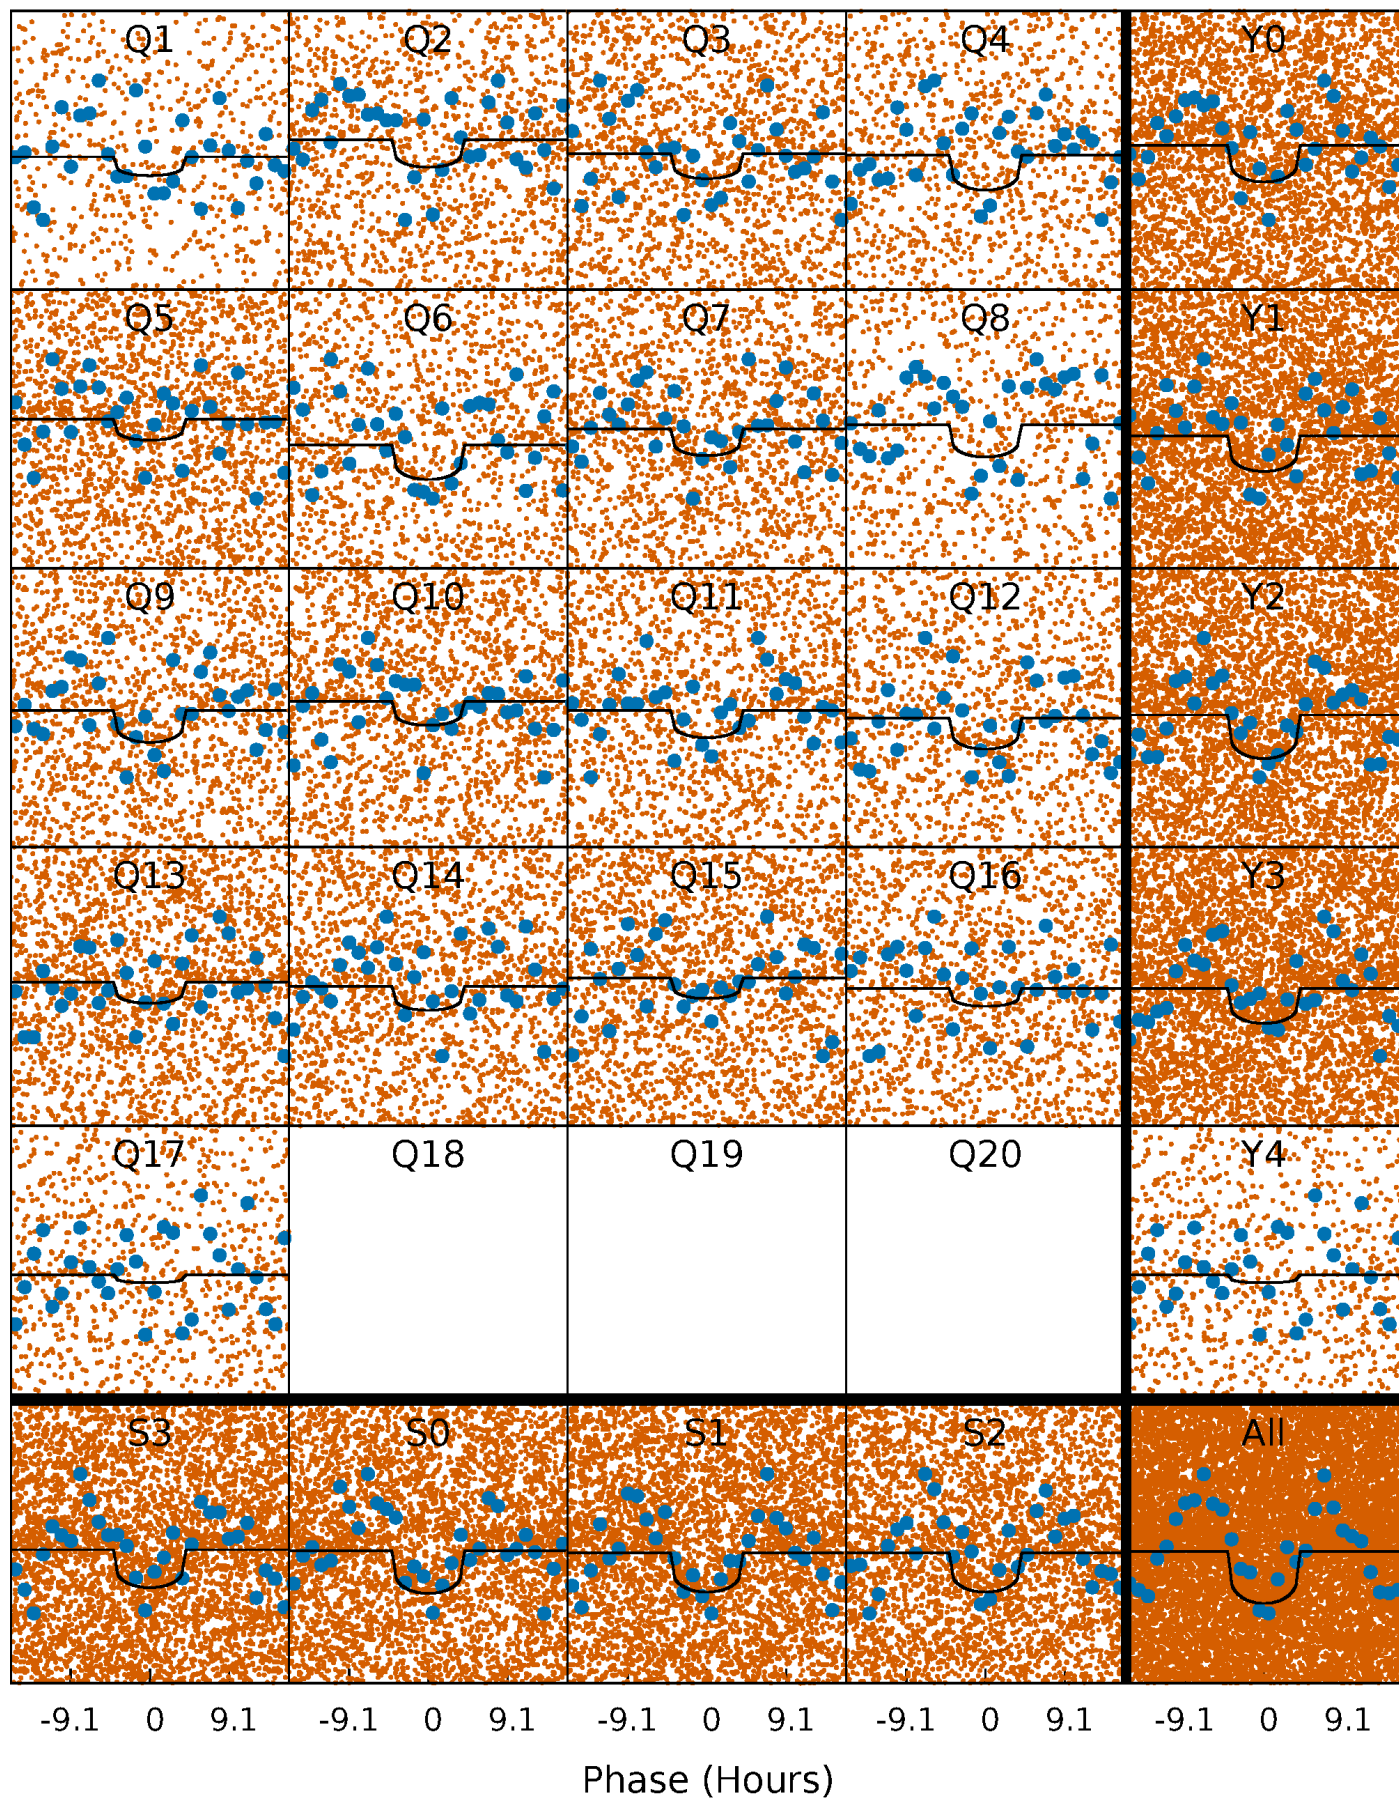 Q1 Q2 Q3 Q4 Y0
Q5 Q6 Q7 Q8 Y1
Q9 Q10 Q11 Q12 Y2
Q13 Q14 Q15 Q16 Y3
Q17 Q18 Q19 Q20 Y4
S3 S0 S1 S2 All
-9.1 0 9.1 -9.1 0 9.1 -9.1 0 9.1 -9.1 0 9.1 -9.1 0 9.1
Phase (Hours)